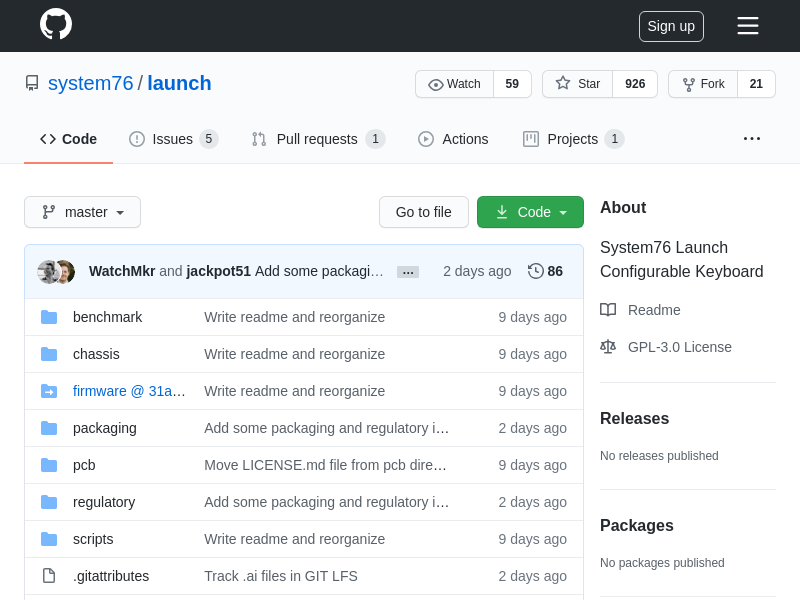 Sign up
system76 / launch
Watch 59 Star 926 Fork 21
Code Issues 5 Pull requests 1 Actions Projects 1 ...
master Go to file Code
WatchMkr and jackpot51 Add some packagi… ... 2 days ago 86
benchmark Write readme and reorganize 9 days ago
chassis Write readme and reorganize 9 days ago
firmware @ 31a… Write readme and reorganize 9 days ago
packaging Add some packaging and regulatory i… 2 days ago
pcb Move LICENSE.md file from pcb dire… 9 days ago
regulatory Add some packaging and regulatory i… 2 days ago
scripts Write readme and reorganize 9 days ago
.gitattributes Track .ai files in GIT LFS 2 days ago
About
System76 Launch
Configurable Keyboard
Readme
GPL-3.0 License
Releases
No releases published
Packages
No packages published